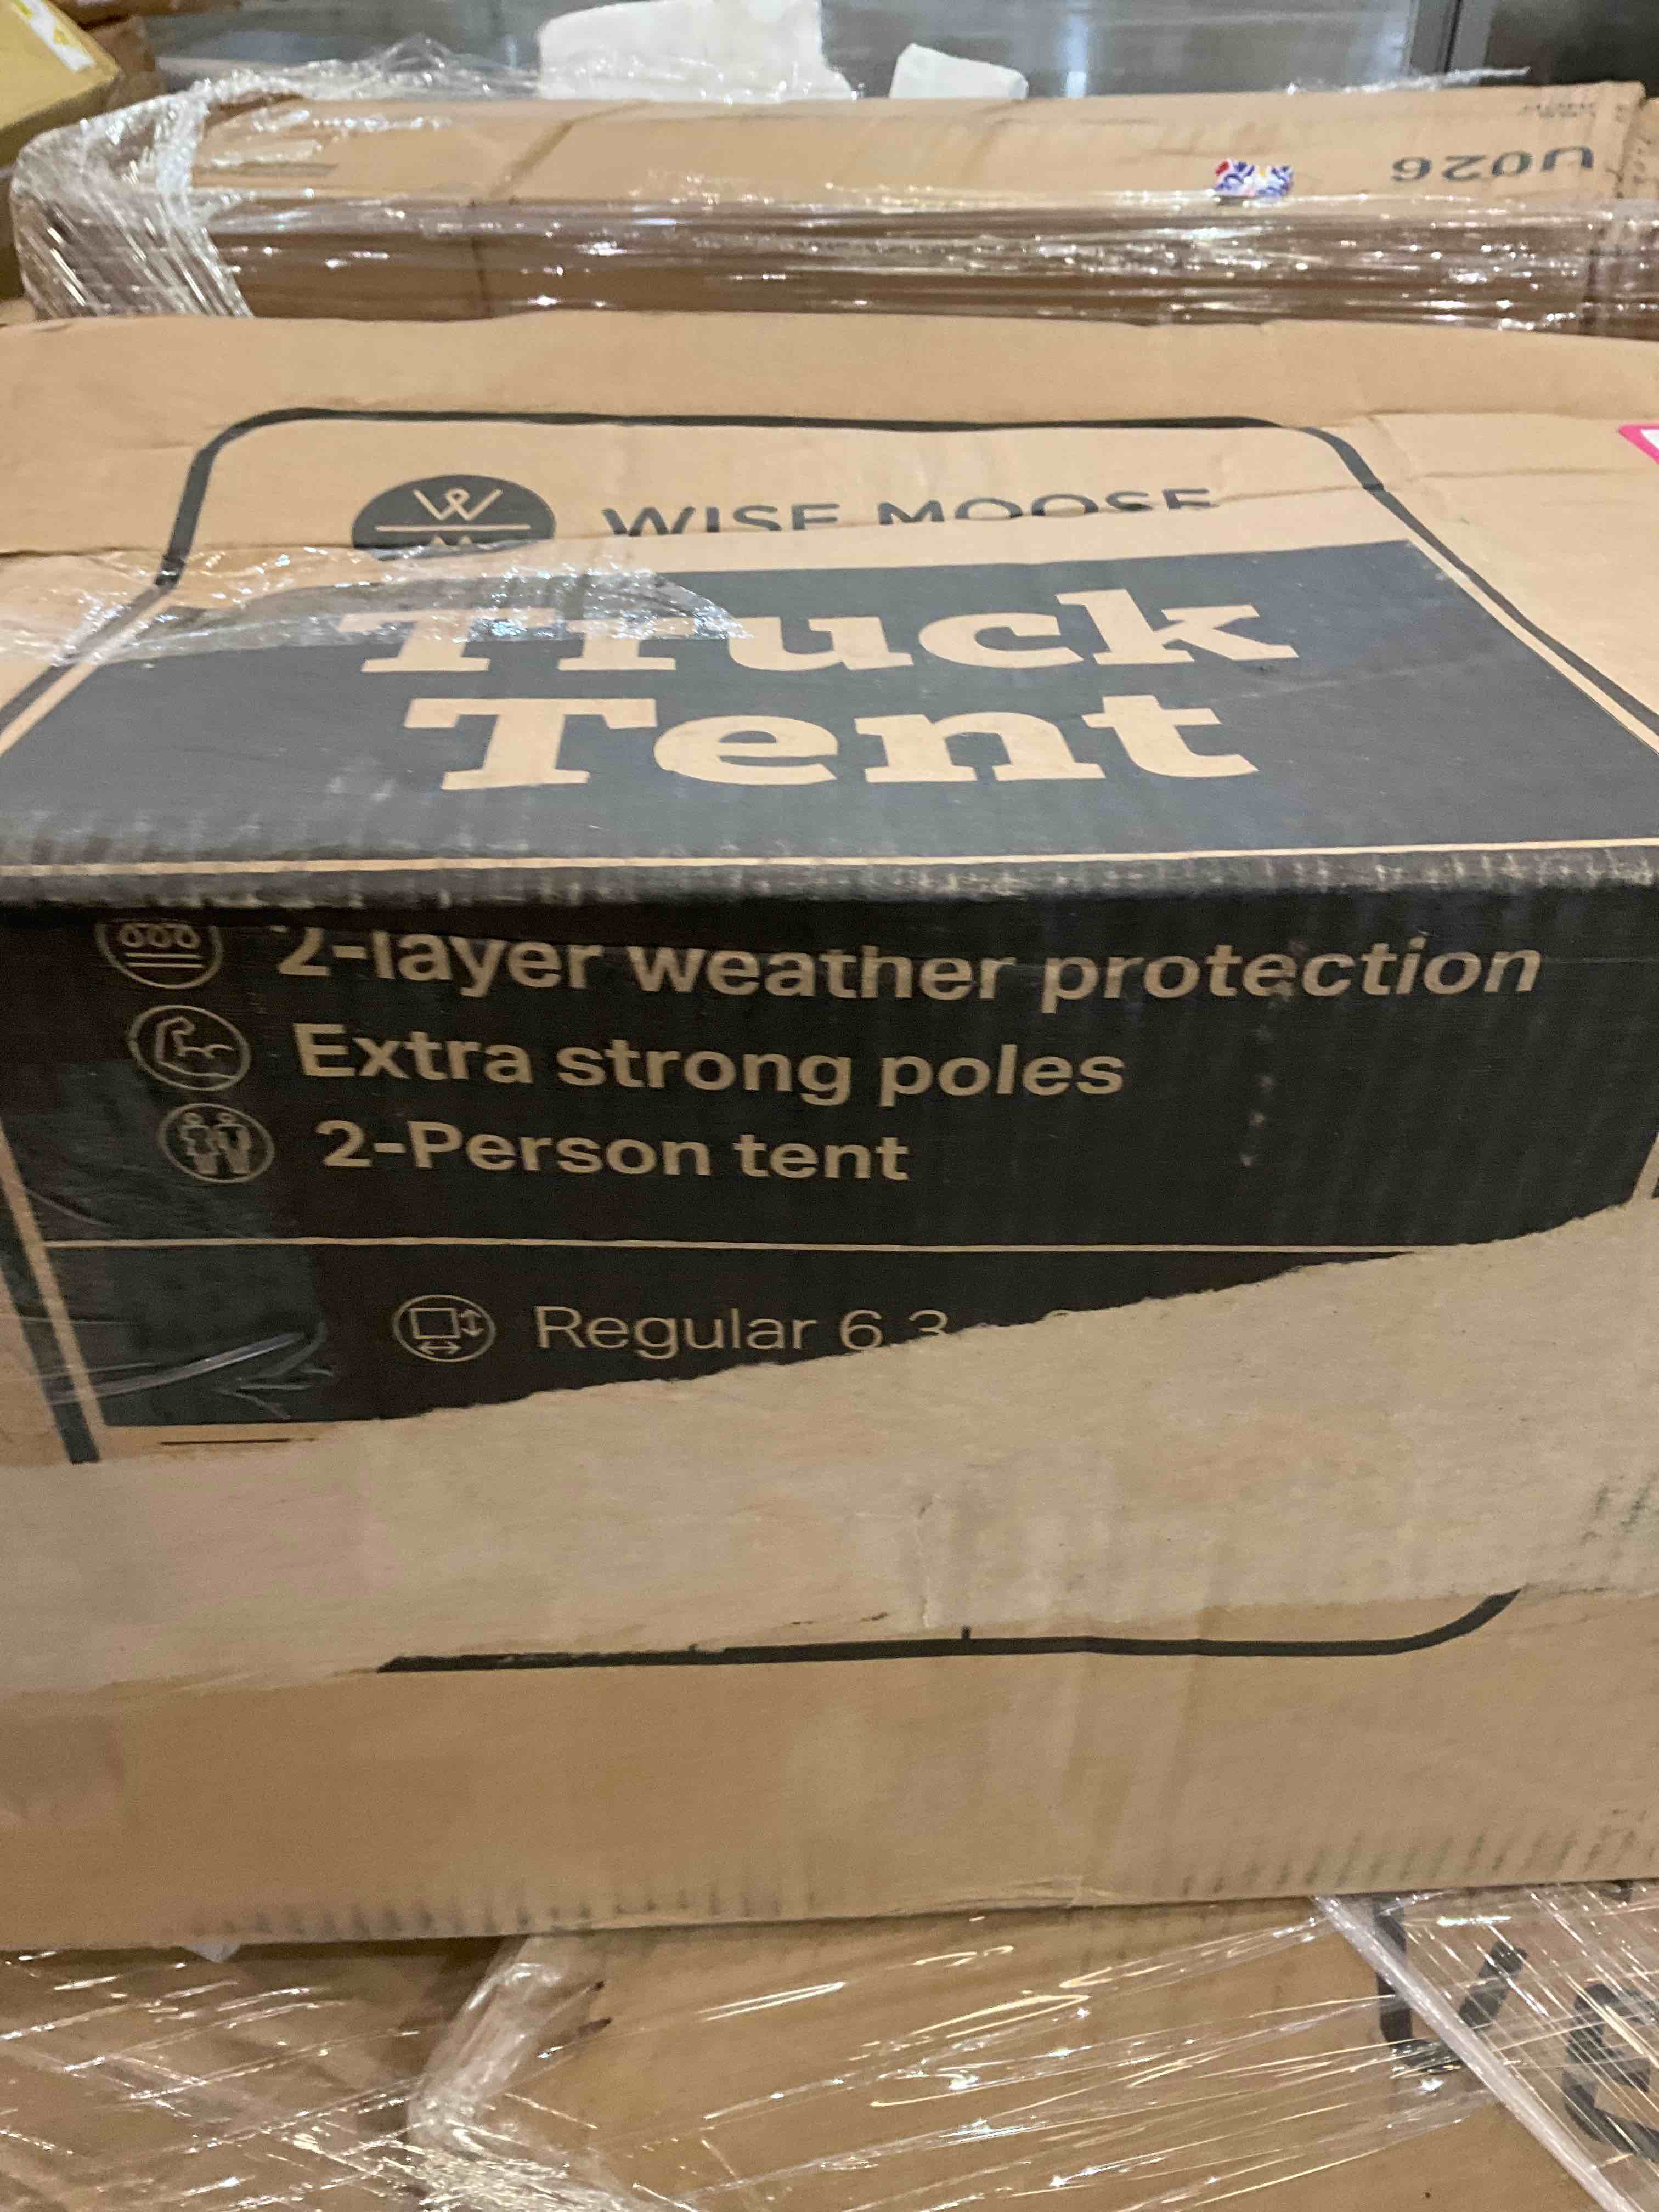 U026
WISE MOOSE
Truck
Tent
2-layer weather protection
Extra strong poles
2-Person tent
Regular 6.3